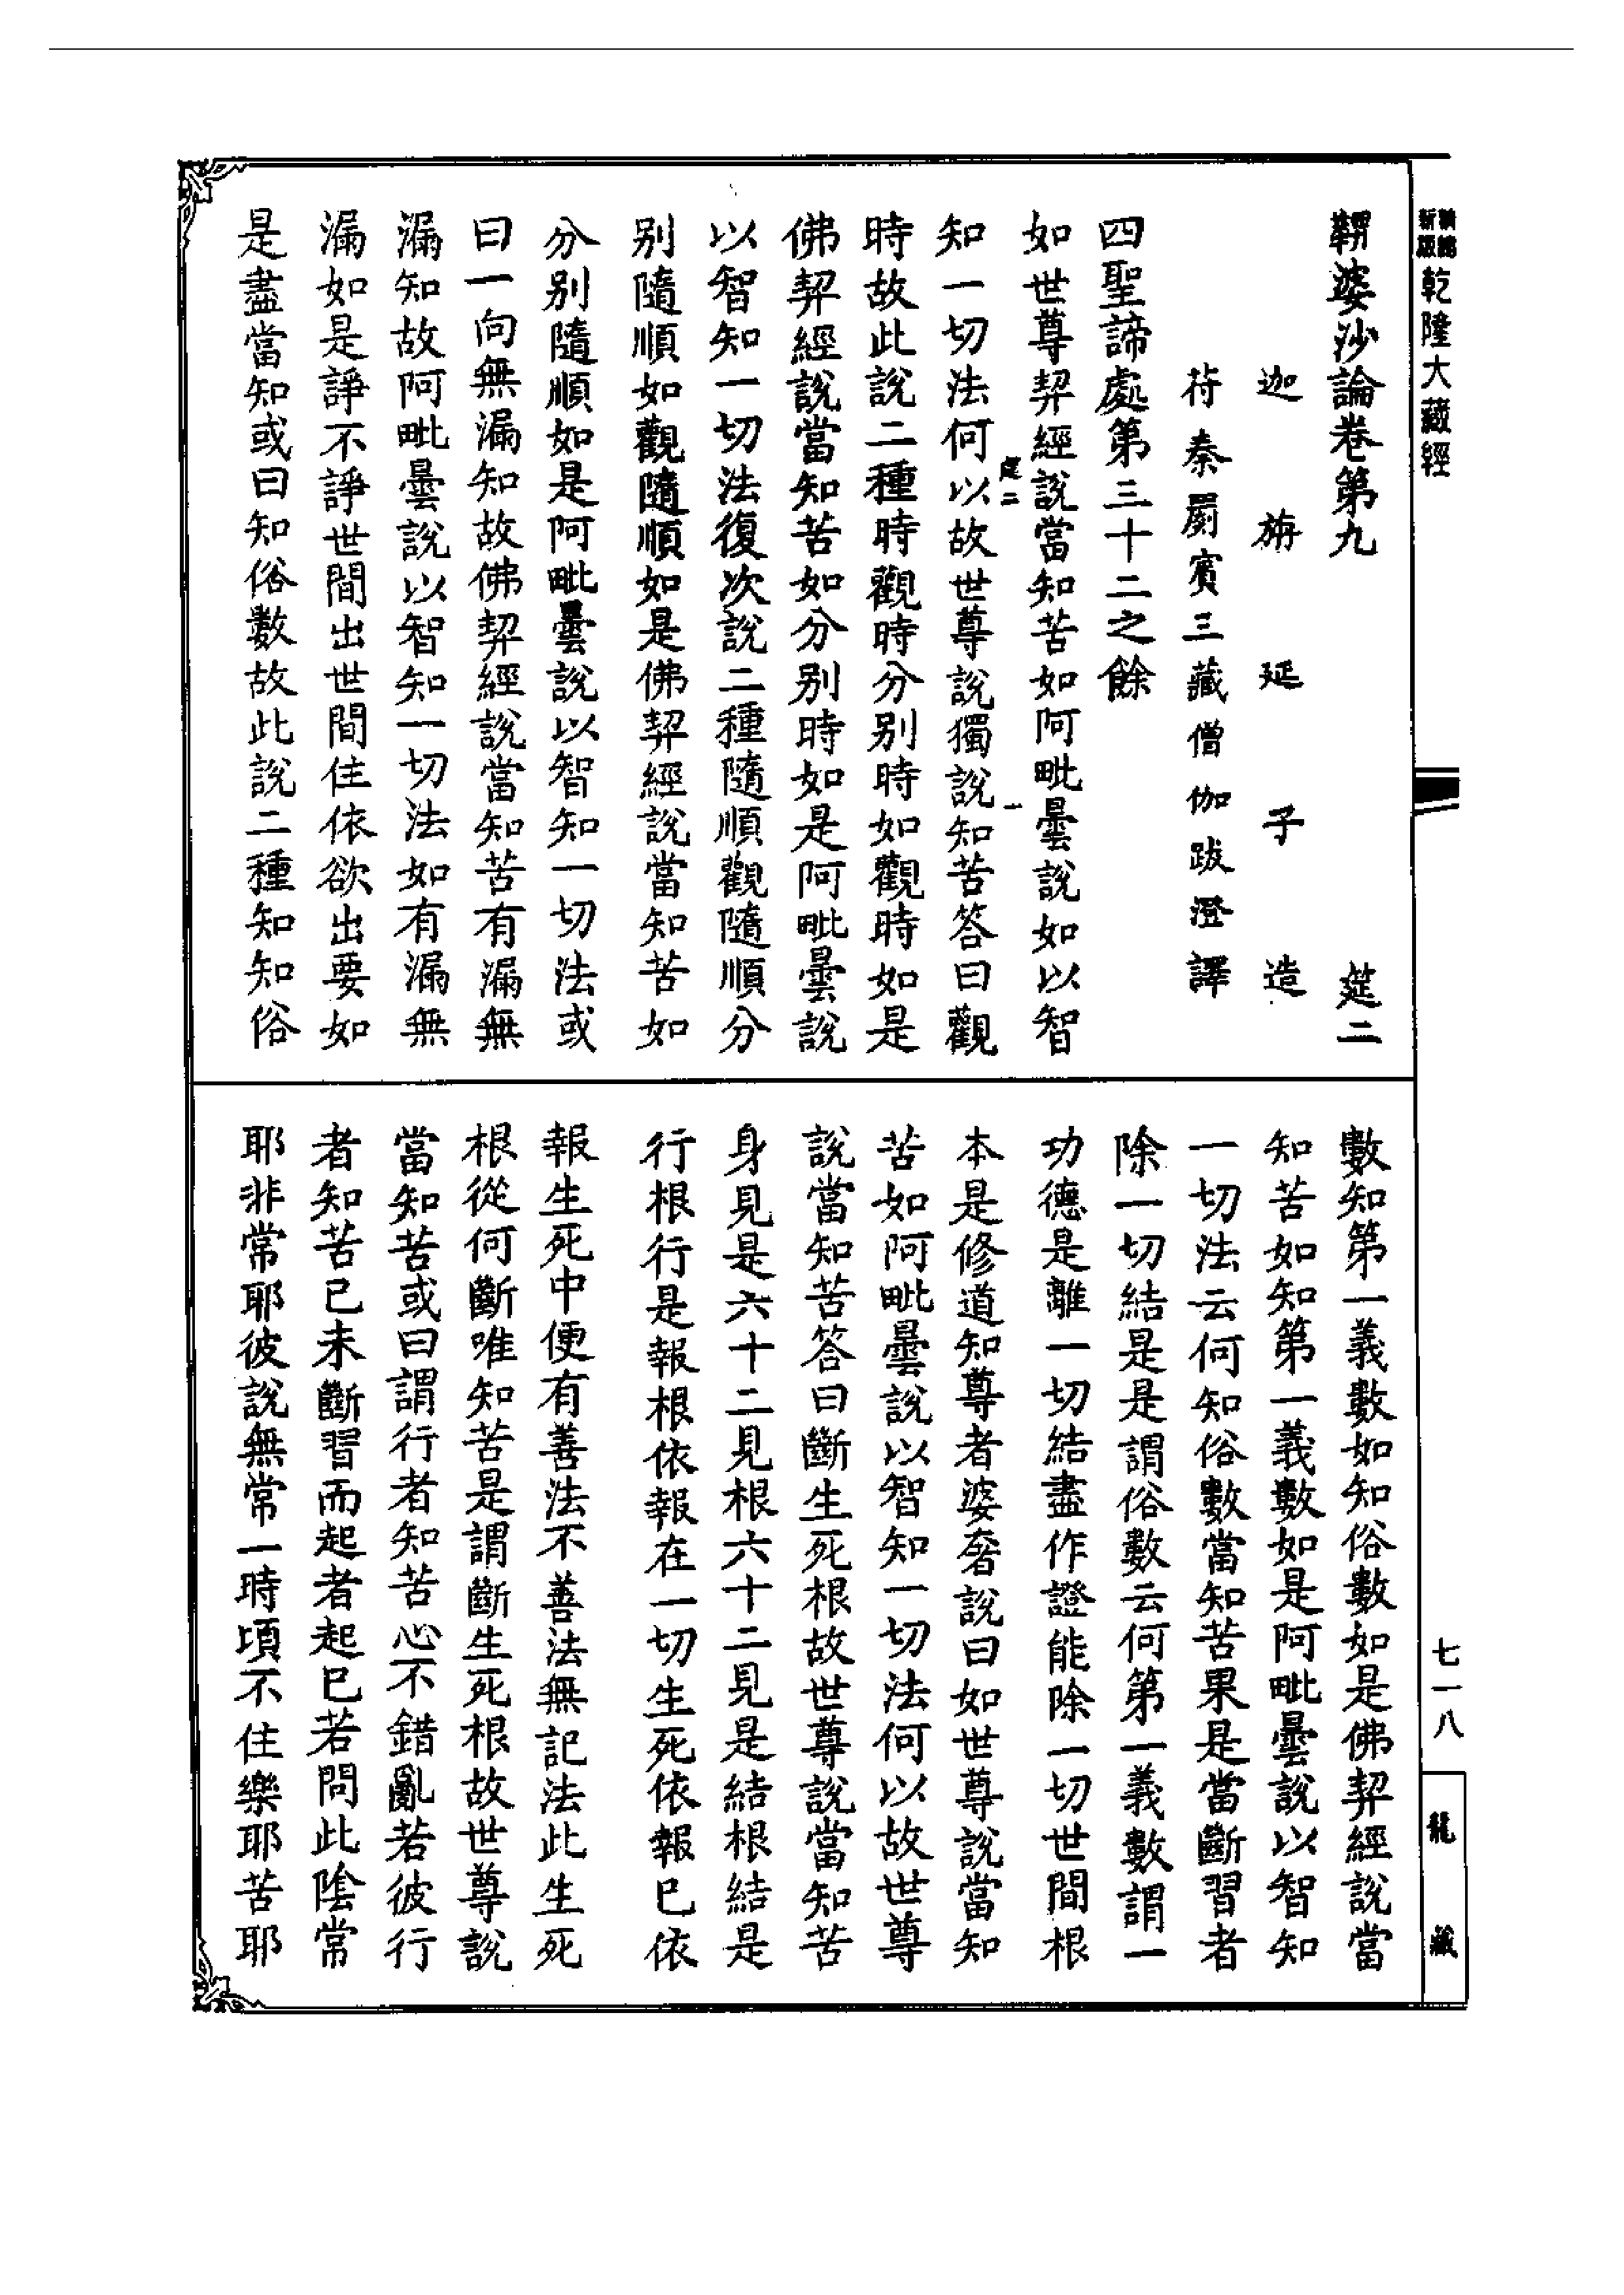 乾隆大藏經
鞞婆沙論卷第九 筵二
迦旃延子造
苻秦罽賓三藏僧伽跋澄譯
四聖諦處第三十二之餘
如世尊契經說當知苦如阿毗曇說如以智
知一切法何以故世尊說獨說知苦答曰觀
時故此說二種時觀時分別時如觀時如是
佛契經說當知苦如分別時如是阿毗曇說
以智知一切法復次說二種隨順觀隨順分
別隨順如觀隨順如是佛契經說當知苦如
分別隨順如是阿毗曇說以智知一切法或
曰一向無漏知故佛契經說當知苦有漏無
漏知故阿毗曇說以智知一切法如有漏無
漏如是諍不諍世間出世間住依欲出要如
是盡當知或曰知俗數故此說二種知知俗
數知第一義數如知俗數如是佛契經說當
知苦如知第一義數如是阿毗曇說以智知
一切法云何知俗數當知苦果是當斷習者
除一切結是是謂俗數云何第一義數謂一
功德是離一切結盡作證能除一切世間根
本是修道知尊者婆奢說曰如世尊說當知
苦如阿毗曇說以智知一切法何以故世尊
說當知苦答曰斷生死根故世尊說當知苦
身見是六十二見根六十二見是結根結是
行根行是報根依報在一切生死依報已依
報生死中便有善法不善法無記法此生死
根從何斷唯知苦是謂斷生死根故世尊說
當知苦或曰謂行者知苦心不錯亂若彼行
者知苦已未斷習而起者起已若問此陰常
耶非常耶彼說無常一時頃不住樂耶苦耶
七一八
龍藏